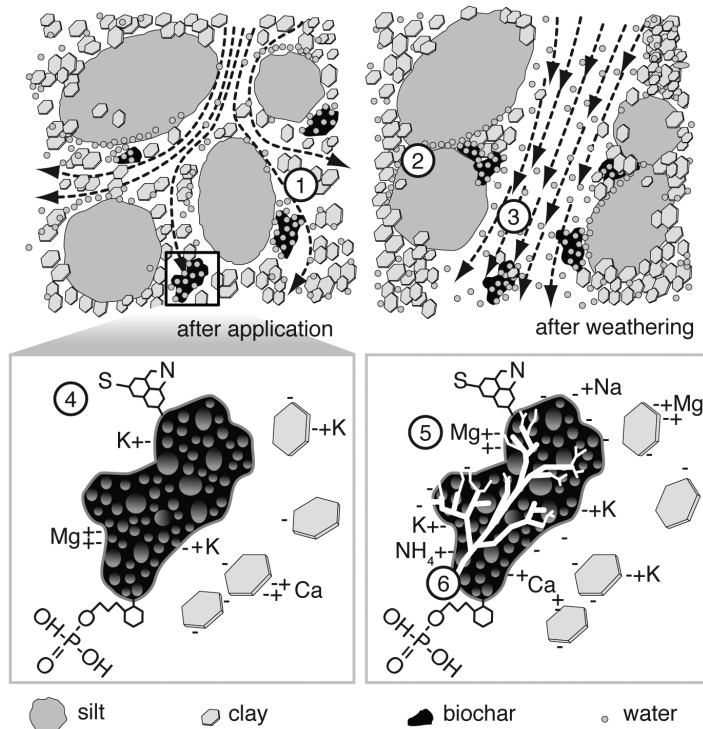 1
2
3
after application
after weathering
4
S
N
K+-
-
-+K
-
Mg++
--
-+K
-
-
-+ Ca
-+
-
O
OH
P
O
OH
5
S
N
-
-+Na
Mg+-
+-
-
-+Mg
-+
-
-
-
-+K
K+-
-
NH4+-
-
-+K
6
-+Ca
+
-
-
-
O
OH
P
O
OH
silt
clay
biochar
water